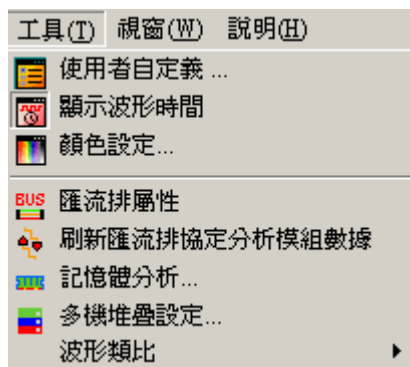 工具(T) 視窗(W) 說明(H)
使用者自定義 ...
顯示波形時間
顏色設定...
BUS 匯流排屬性
刷新匯流排協定分析模組數據
記憶體分析...
多機堆疊設定...
波形類比